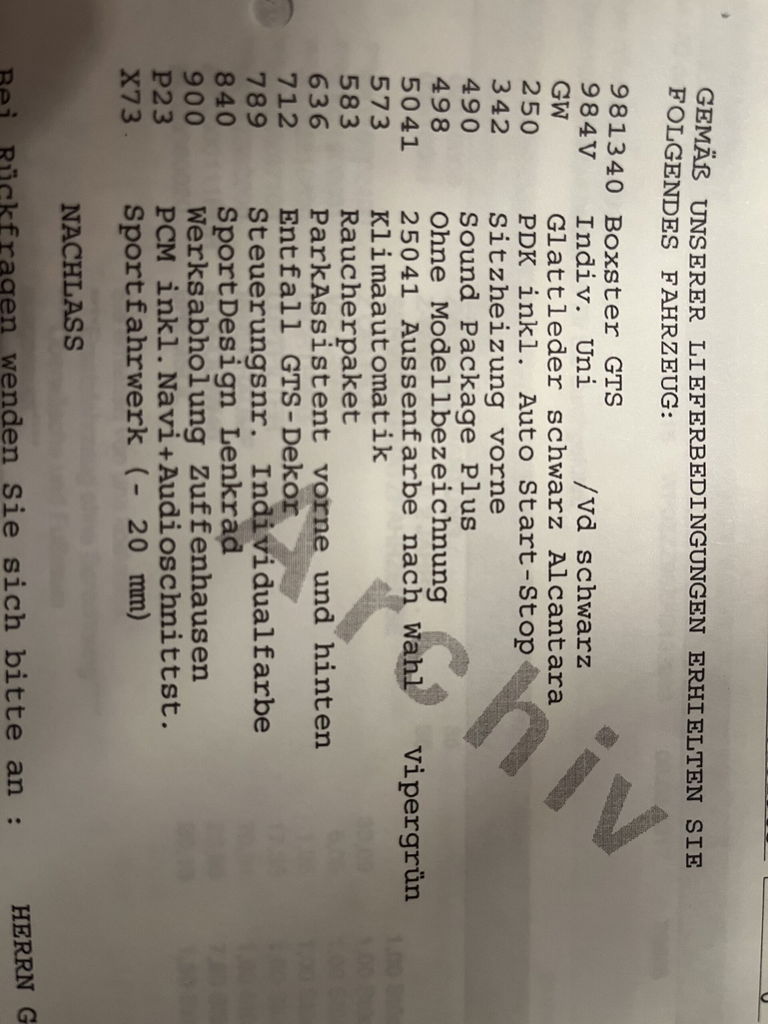 GEMÄß UNSERER LIEFERBEDINGUNGEN ERHIELTEN SIE
FOLGENDES FAHRZEUG:
981340 Boxster GTS
984V Indiv. Uni /Vd schwarz
GW Glattleder schwarz Alcantara
250 PDK inkl. Auto Start-Stop
342 Sitzheizung vorne
490 Sound Package Plus
498 Ohne Modellbezeichnung
5041 25041 Aussenfarbe nach Wahl Vipergrün
573 Klimaautomatik
583 Raucherpaket
636 ParkAssistent vorne und hinten
712 Entfall GTS-Dekor
789 Steuerungsnr. Individualfarbe
840 SportDesign Lenkrad
900 Werksabholung Zuffenhausen
P23 PCM inkl.Navi+Audioschnittst.
X73 Sportfahrwerk (- 20 mm)
NACHLASS
Bei Rückfragen wenden Sie sich bitte an : HERRN G
Archiv